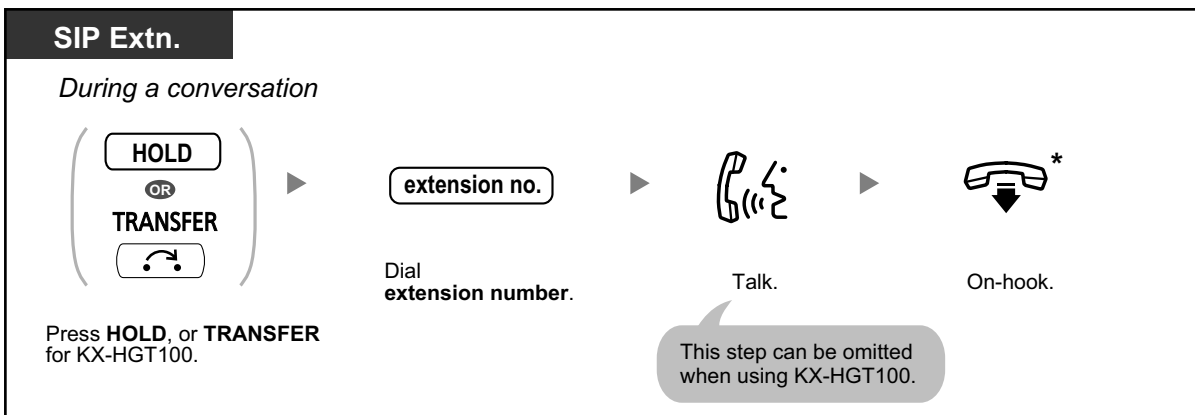 SIP Extn.
During a conversation
HOLD
OR
TRANSFER
Press HOLD, or TRANSFER
for KX-HGT100.
extension no.
Dial
extension number.
Talk.
This step can be omitted
when using KX-HGT100.
*
On-hook.